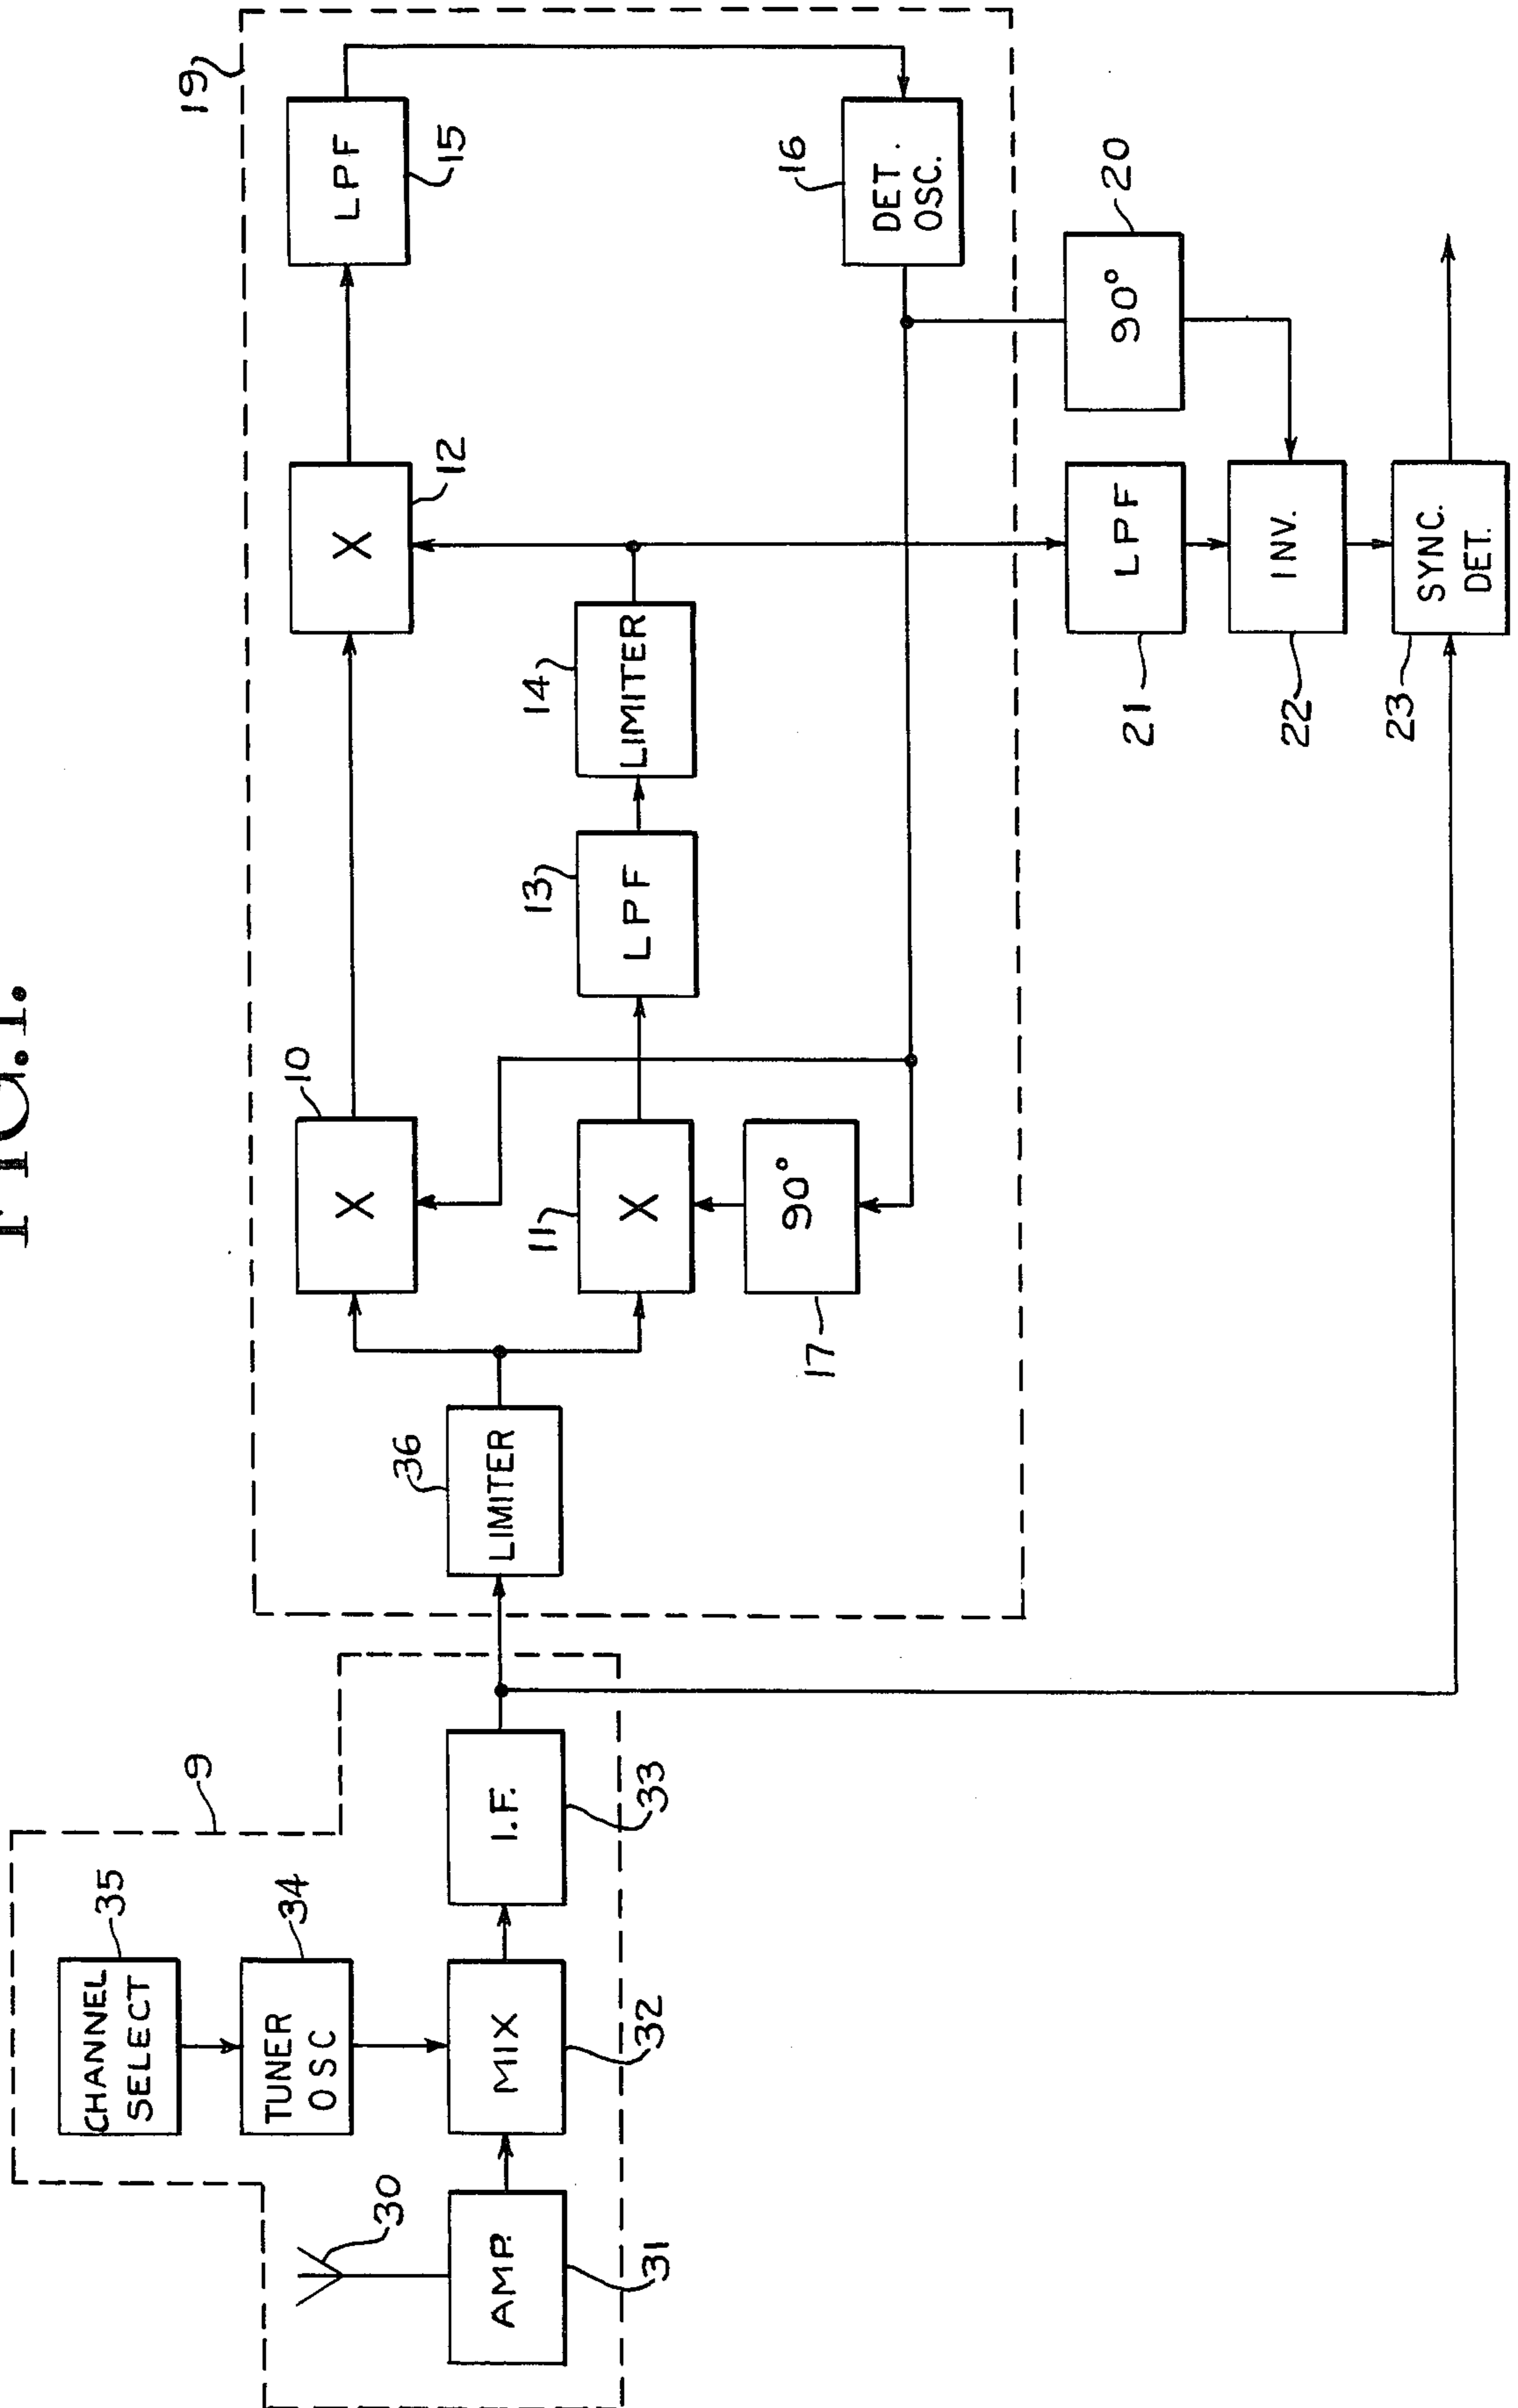 FIG.1.
19
LPF
15
16
DET.
OSC.
20
90°
X
12
14
LIMITER
LPF
21
INV.
22
SYNC.
DET.
23
13
LPF
10
X
11
X
90°
17
36
LIMITER
9
35
CHANNEL
SELECT
34
TUNER
OSC
I.F.
33
MIX
32
30
AMP.
31